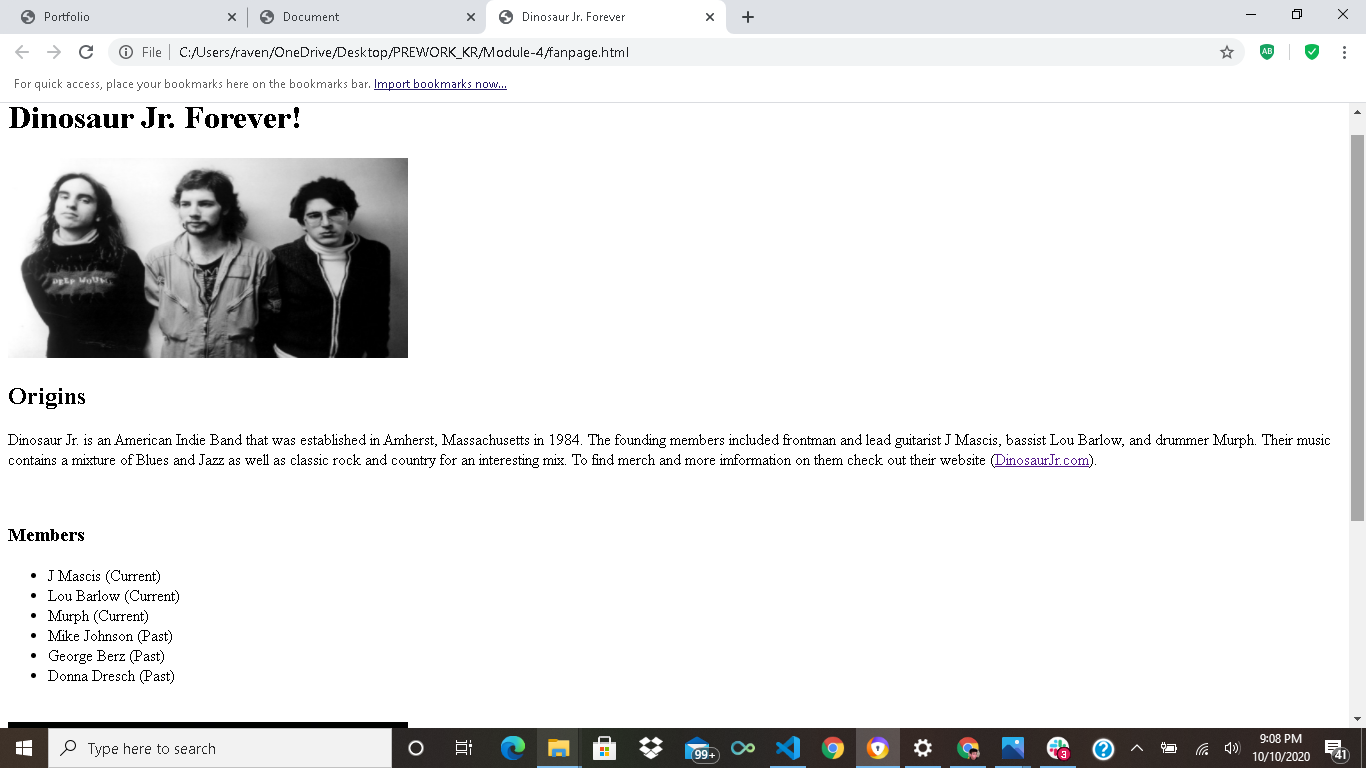 Portfolio
Document
Dinosaur Jr. Forever
File
C:/Users/raven/OneDrive/Desktop/PREWORK_KR/Module-4/fanpage.html
AB
For quick access, place your bookmarks here on the bookmarks bar. Import bookmarks now...
Dinosaur Jr. Forever!
DEEP WOUND
Origins
Dinosaur Jr. is an American Indie Band that was established in Amherst, Massachusetts in 1984. The founding members included frontman and lead guitarist J Mascis, bassist Lou Barlow, and drummer Murph. Their music
contains a mixture of Blues and Jazz as well as classic rock and country for an interesting mix. To find merch and more imformation on them check out their website (DinosaurJr.com).
Members
J Mascis (Current)
Lou Barlow (Current)
Murph (Current)
Mike Johnson (Past)
George Berz (Past)
Donna Dresch (Past)
Type here to search
99+
3
9:08 PM
10/10/2020
41